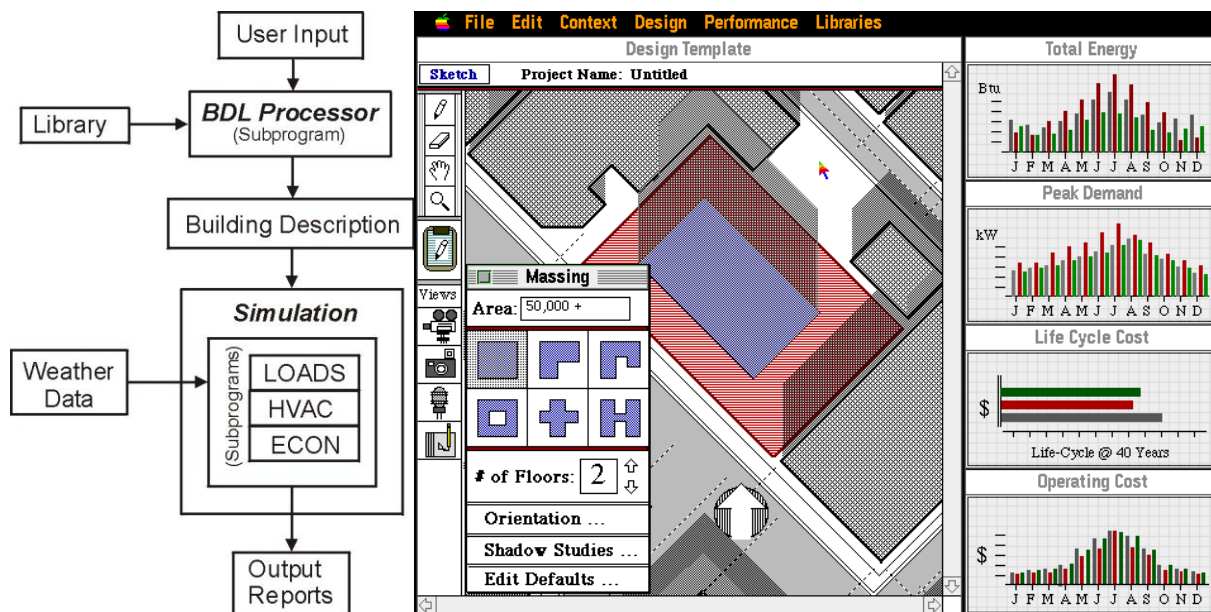 User Input
Library
BDL Processor
(Subprogram)
Building Description
Simulation
Weather
Data
(Subprograms)
LOADS
HVAC
ECON
Output
Reports
File Edit Context Design Performance Libraries
Design Template
Sketch Project Name: Untitled
Views
Massing
Area: 50,000 +
# of Floors: 2
Orientation ...
Shadow Studies ...
Edit Defaults ...
Total Energy
Btu
J F M A M J J A S O N D
Peak Demand
kW
J F M A M J J A S O N D
Life Cycle Cost
$
Life-Cycle @ 40 Years
Operating Cost
$
J F M A M J J A S O N D